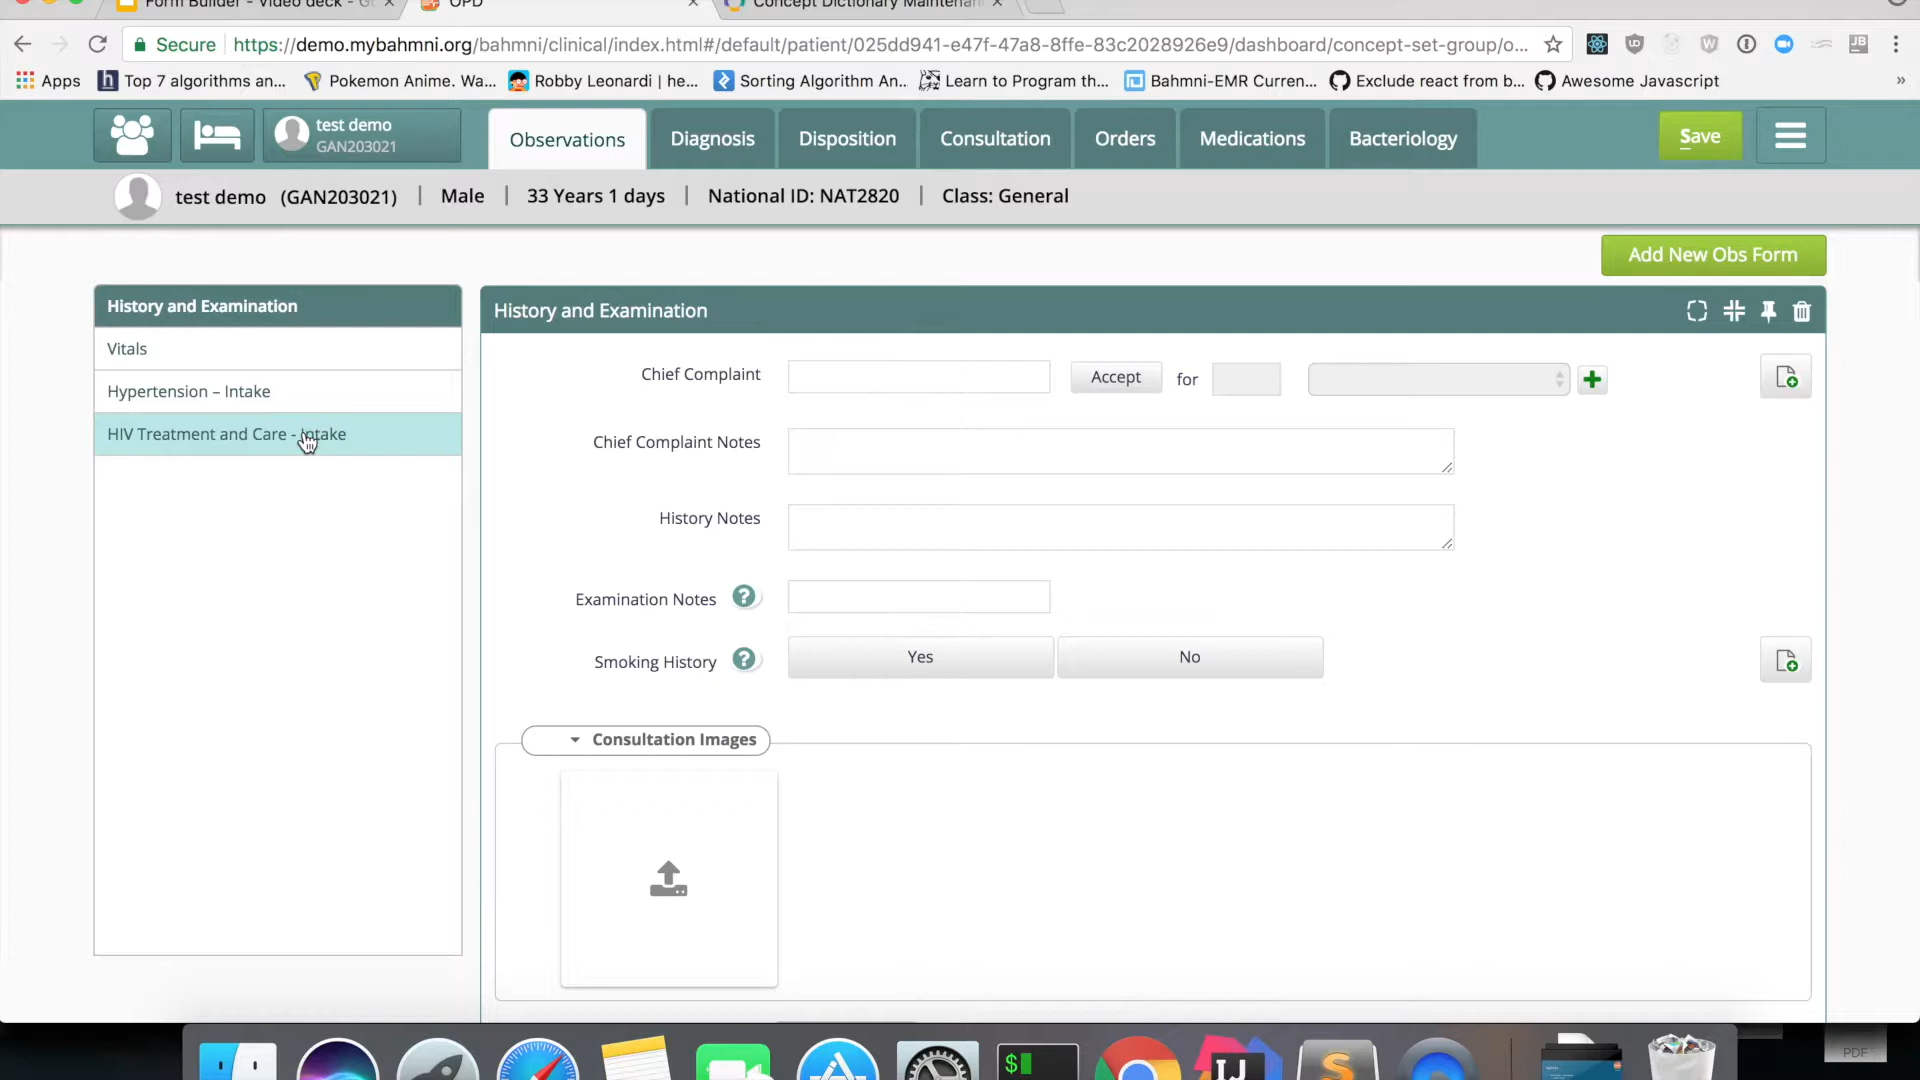 Form Builder - Video deck - G
OPD
Concept Dictionary Maintenan
Secure https://demo.mybahmni.org/bahmni/clinical/index.html#/default/patient/025dd941-e47f-47a8-8ffe-83c2028926e9/dashboard/concept-set-group/o...
Apps Top 7 algorithms an... Pokemon Anime. Wa... Robby Leonardi | he... Sorting Algorithm An... Learn to Program th... Bahmni-EMR Curren... Exclude react from b... Awesome Javascript »
test demo
GAN203021
Observations Diagnosis Disposition Consultation Orders Medications Bacteriology Save
test demo (GAN203021) | Male | 33 Years 1 days | National ID: NAT2820 | Class: General
Add New Obs Form
History and Examination
Vitals
Hypertension – Intake
HIV Treatment and Care - Intake
History and Examination
Chief Complaint Accept for
Chief Complaint Notes
History Notes
Examination Notes ?
Smoking History ? Yes No
Consultation Images
PDF